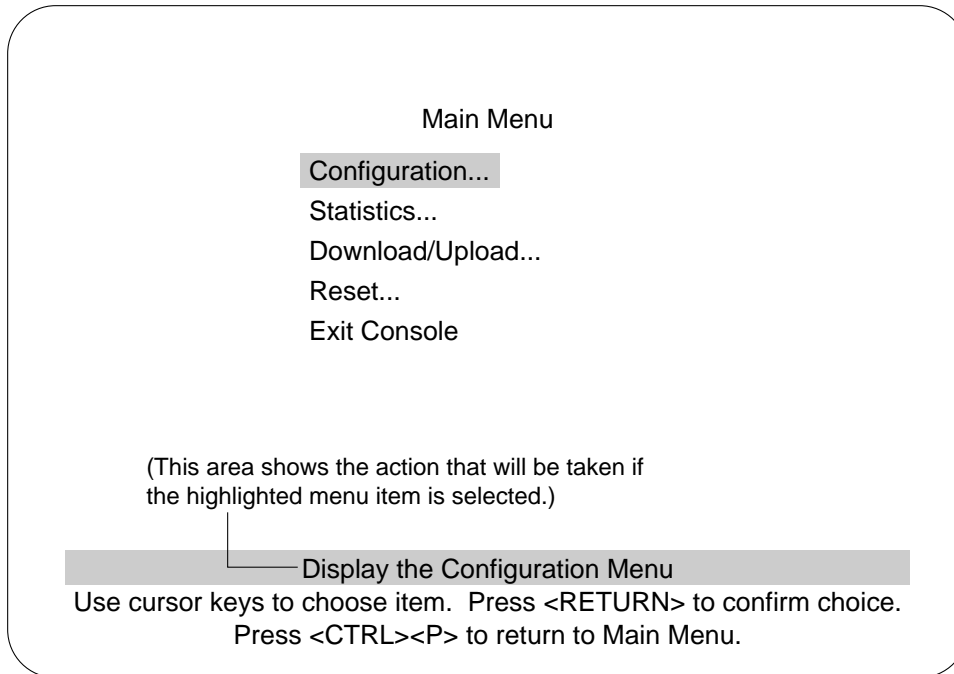 Main Menu
Configuration...
Statistics...
Download/Upload...
Reset...
Exit Console
(This area shows the action that will be taken if
the highlighted menu item is selected.)
Display the Configuration Menu
Use cursor keys to choose item.  Press <RETURN> to confirm choice.
Press <CTRL><P> to return to Main Menu.